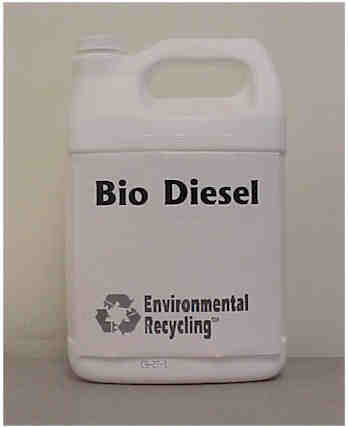 Bio Diesel
Environmental
Recycling™